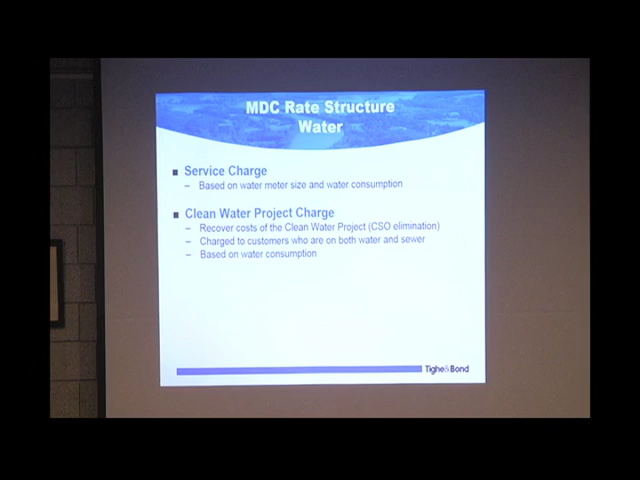 MDC Rate Structure
Water
■ Service Charge
– Based on water meter size and water consumption
■ Clean Water Project Charge
– Recover costs of the Clean Water Project (CSO elimination)
– Charged to customers who are on both water and sewer
– Based on water consumption
Tighe&Bond